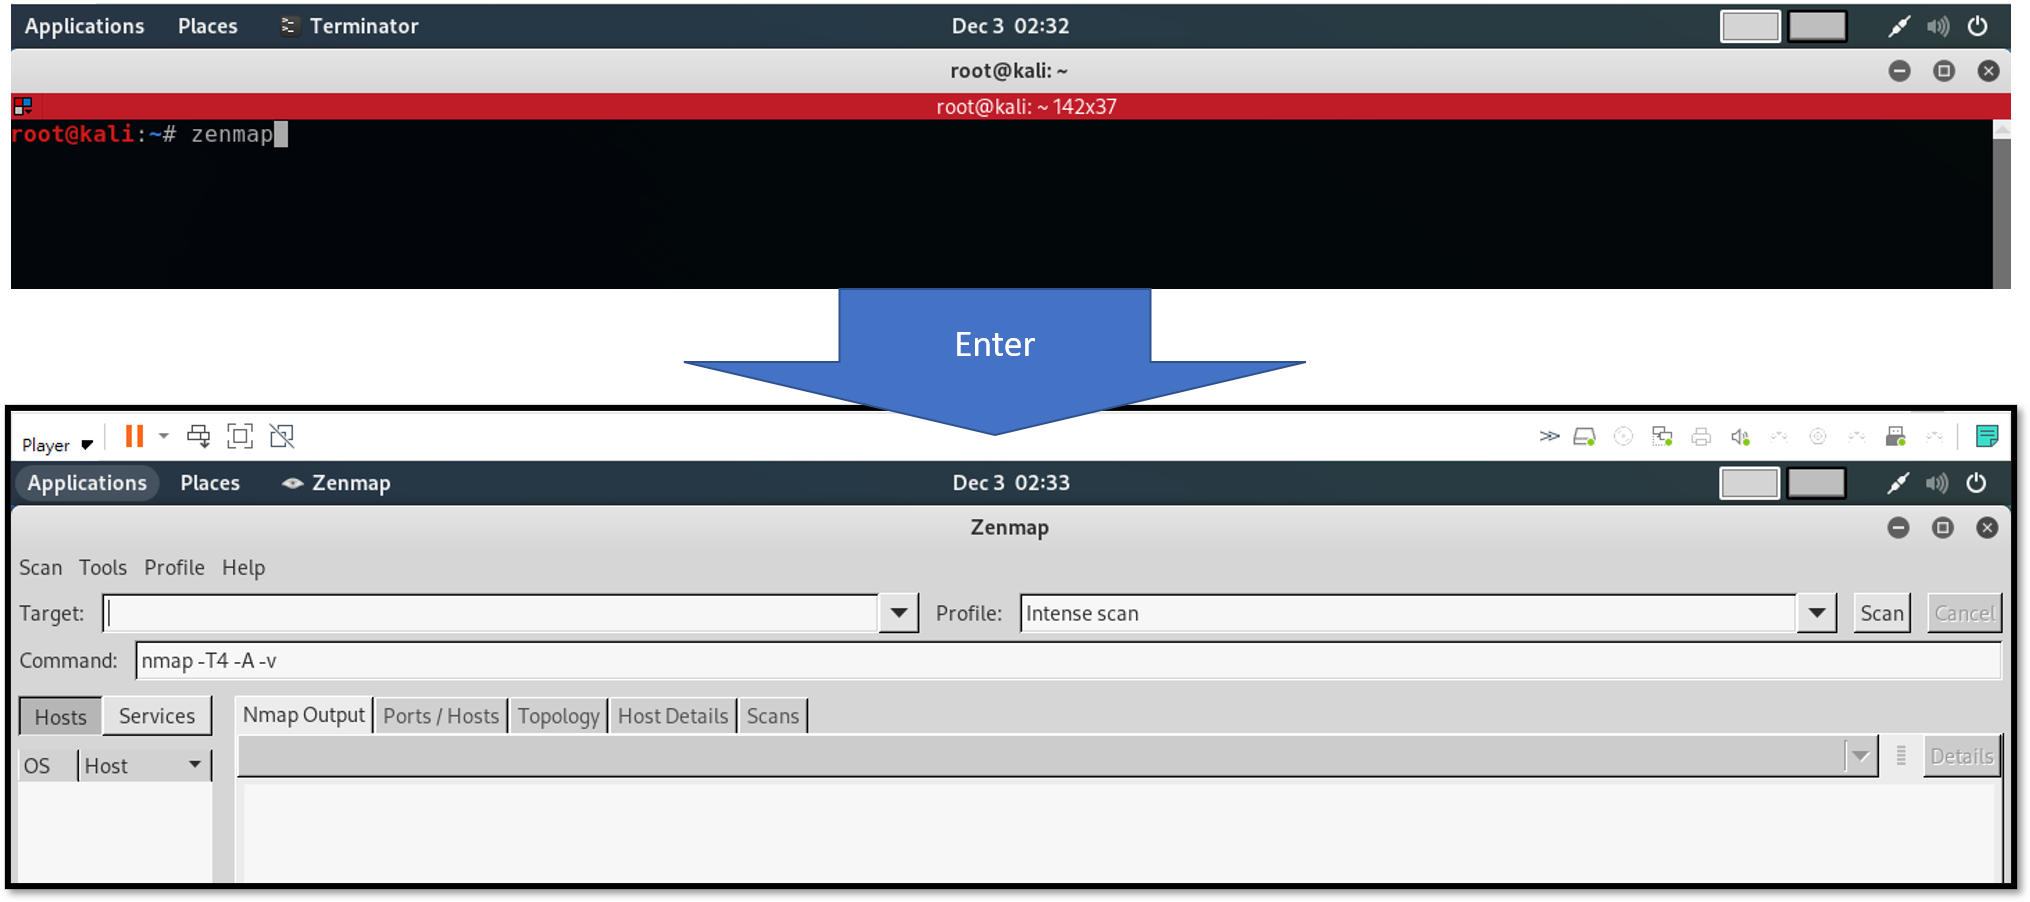 Applications Places Terminator Dec 3 02:32
root@kali: ~
root@kali: ~ 142x37
root@kali:~# zenmap
Enter
Player
Applications Places Zenmap Dec 3 02:33
Zenmap
Scan Tools Profile Help
Target: Profile: Intense scan Scan Cancel
Command: nmap -T4 -A -v
Hosts Services Nmap Output Ports / Hosts Topology Host Details Scans
OS Host Details